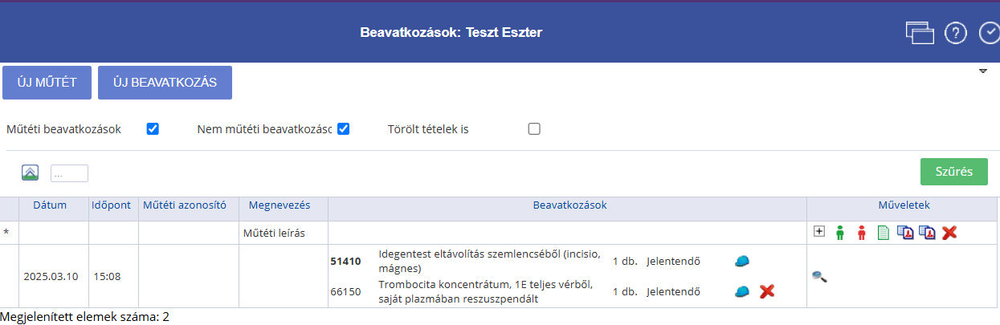 Beavatkozások: Teszt Eszter
?
ÚJ MŰTÉT ÚJ BEAVATKOZÁS
Műtéti beavatkozások Nem műtéti beavatkozásc Törölt tételek is
...
Szűrés
Dátum Időpont Műtéti azonosító Megnevezés Beavatkozások Műveletek
* Műtéti leírás
2025.03.10 15:08
51410 Idegentest eltávolítás szemlencséből (incisio, 1 db. Jelentendő
mágnes)
66150 Trombocita koncentrátum, 1E teljes vérből, 1 db. Jelentendő
saját plazmában reszuszpendált
Megjelenített elemek száma: 2